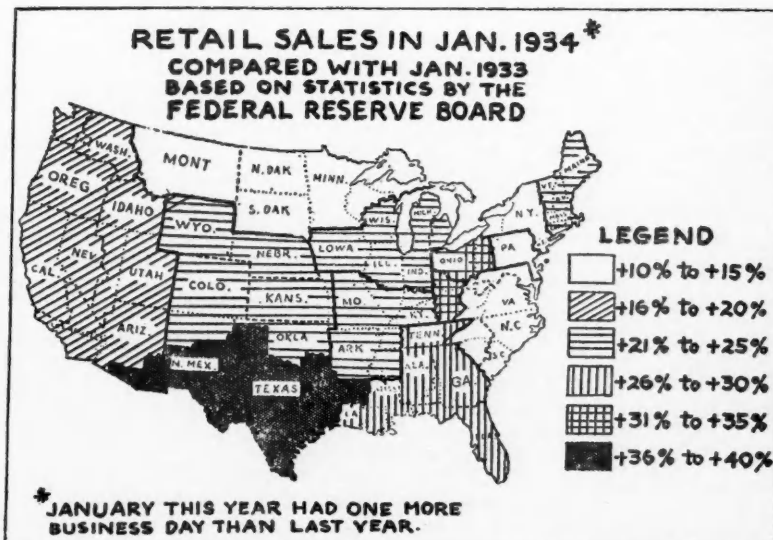 RETAIL SALES IN JAN. 1934*
COMPARED WITH JAN. 1933
BASED ON STATISTICS BY THE
FEDERAL RESERVE BOARD
WASH.
MONT
N. DAK
MINN.
MAINE
OREG
IDAHO
S. DAK
WIS.
MICH.
VT.
N.Y.
WYO.
NEBR.
IOWA
ILL.
IND.
OHIO
PA
NEV.
CAL.
UTAH
COLO.
KANS.
MO.
KY
VA
ARIZ.
N. MEX.
OKLA
ARK
TENN.
N.C
S.C.
TEXAS
LA
ALA.
GA
LEGEND
+10% to +15%
+16% to +20%
+21% to +25%
+26% to +30%
+31% to +35%
+36% to +40%
*JANUARY THIS YEAR HAD ONE MORE
BUSINESS DAY THAN LAST YEAR.